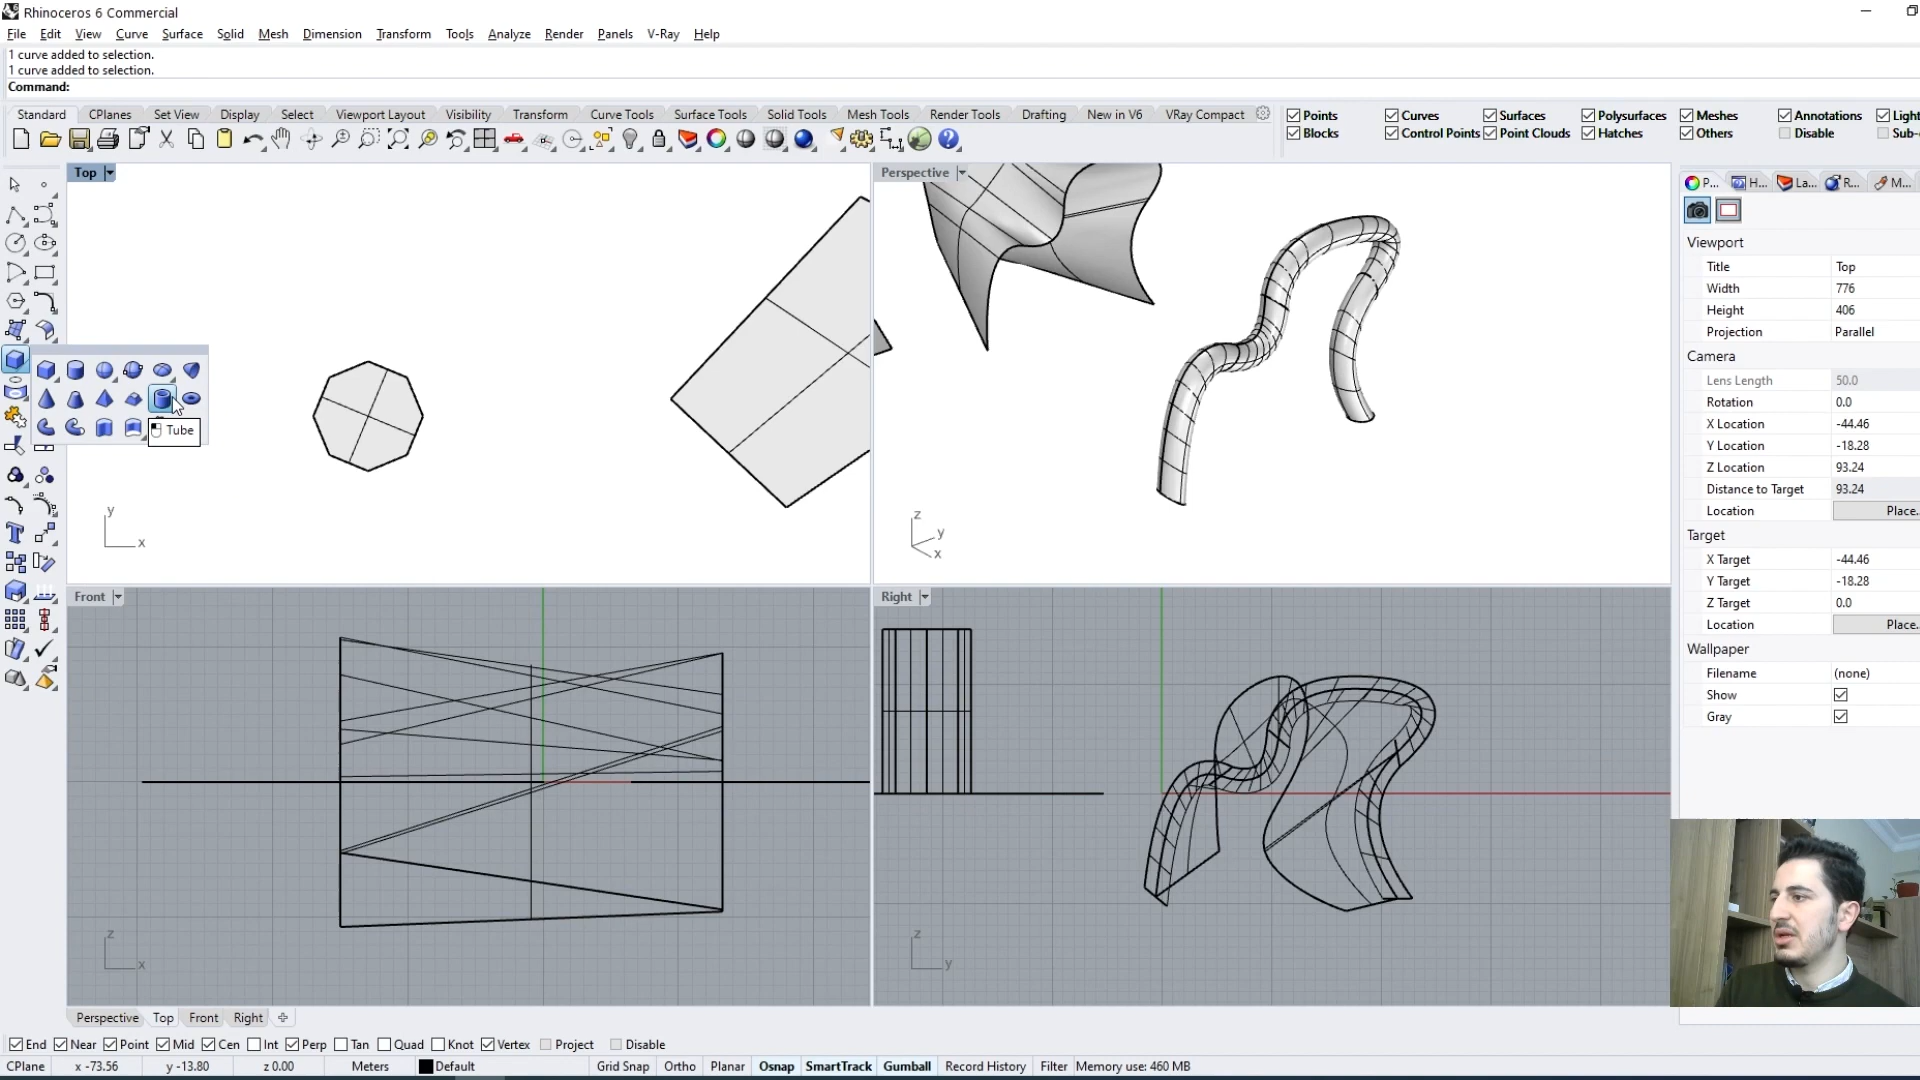 Rhinoceros 6 Commercial
File Edit View Curve Surface Solid Mesh Dimension Transform Tools Analyze Render Panels V-Ray Help
1 curve added to selection.
1 curve added to selection.
Command:
Standard CPlanes Set View Display Select Viewport Layout Visibility Transform Curve Tools Surface Tools Solid Tools Mesh Tools Render Tools Drafting New in V6 VRay Compact
Points Curves Surfaces Polysurfaces Meshes Annotations Light
Blocks Control Points Point Clouds Hatches Others Disable Sub-
Top
Perspective
P... H... La... R... M...
Viewport
Title Top
Width 776
Height 406
Projection Parallel
Camera
Lens Length 50.0
Rotation 0.0
X Location -44.46
Y Location -18.28
Z Location 93.24
Distance to Target 93.24
Location Place..
Target
X Target -44.46
Y Target -18.28
Z Target 0.0
Location Place..
Wallpaper
Filename (none)
Show
Gray
Tube
y
x
z
y
x
Front
Right
z
x
z
y
Perspective Top Front Right
End Near Point Mid Cen Int Perp Tan Quad Knot Vertex Project Disable
CPlane x -73.56 y -13.80 z 0.00 Meters Default Grid Snap Ortho Planar Osnap SmartTrack Gumball Record History Filter Memory use: 460 MB